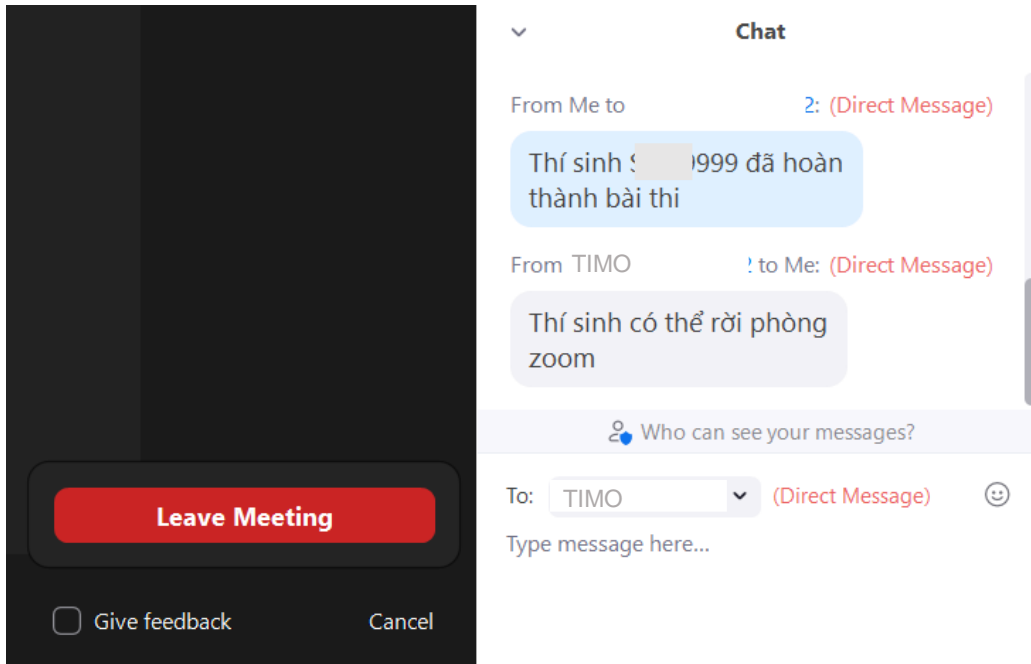 Leave Meeting
Give feedback
Cancel
Chat
From Me to 2: (Direct Message)
Thí sinh 9999 đã hoàn
thành bài thi
From TIMO to Me: (Direct Message)
Thí sinh có thể rời phòng
zoom
Who can see your messages?
To: TIMO (Direct Message)
Type message here...